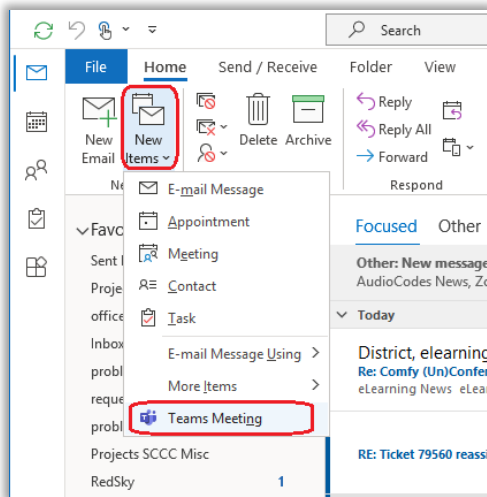 Search
File Home Send / Receive Folder View
New Email
New Items
Delete
Archive
Reply
Reply All
Forward
Ne
Respond
E-mail Message
Appointment
Meeting
Contact
Task
E-mail Message Using
More Items
Teams Meeting
Favo
Sent
Proje
office
Inbox
probl
reque
probl
Projects SCCC Misc
RedSky 1
Focused Other
Other: New message
AudioCodes News, Zo
Today
District, elearning
Re: Comfy (Un)Confer
eLearning News eLea
RE: Ticket 79560 reassi